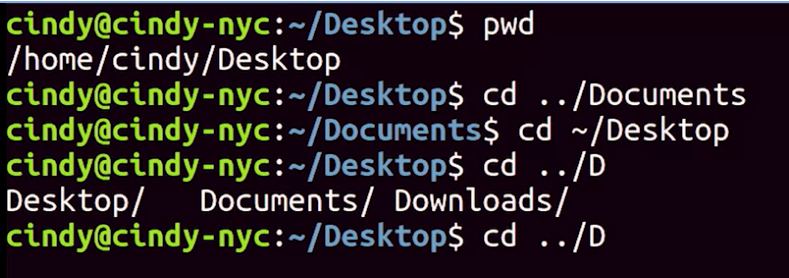 cindy@cindy-nyc:~/Desktop$ pwd
/home/cindy/Desktop
cindy@cindy-nyc:~/Desktop$ cd ../Documents
cindy@cindy-nyc:~/Documents$ cd ~/Desktop
cindy@cindy-nyc:~/Desktop$ cd ../D
Desktop/   Documents/ Downloads/
cindy@cindy-nyc:~/Desktop$ cd ../D